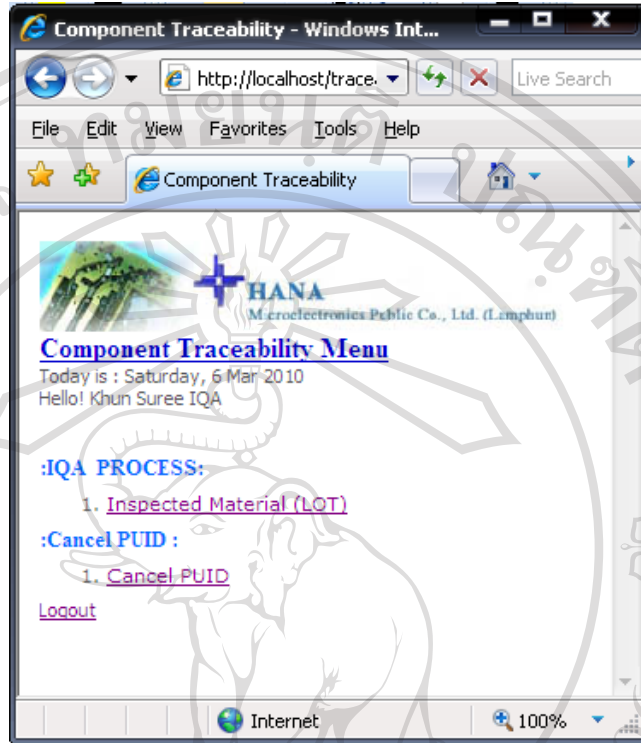 Component Traceability - Windows Int...
http://localhost/trace
Live Search
File Edit View Favorites Tools Help
Component Traceability
HANA
Microelectronics Public Co., Ltd. (Lamphun)
Component Traceability Menu
Today is : Saturday, 6 Mar 2010
Hello! Khun Suree IQA
:IQA PROCESS:
1. Inspected Material (LOT)
:Cancel PUID :
1. Cancel PUID
Logout
Internet
100%